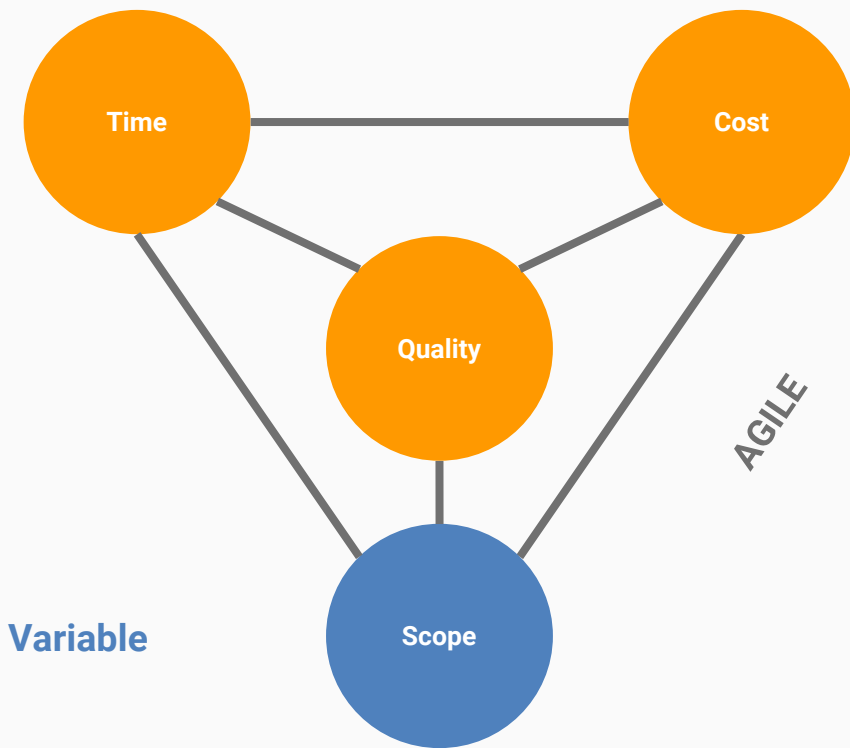 Time
Cost
Quality
AGILE
Variable
Scope